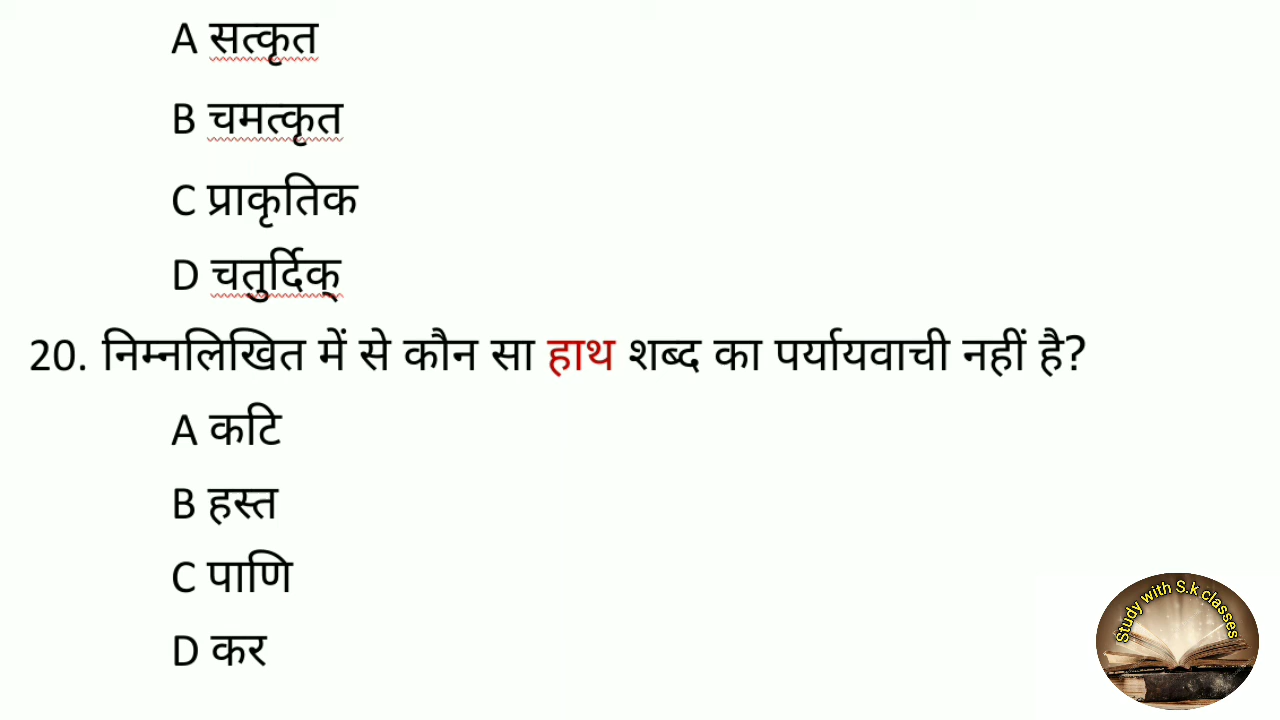 A सत्कृत
B चमत्कृत
C प्राकृतिक
D चतुर्दिक्
20. निम्नलिखित में से कौन सा हाथ शब्द का पर्यायवाची नहीं है?
A कटि
B हस्त
C पाणि
D कर
Study with S.k classes